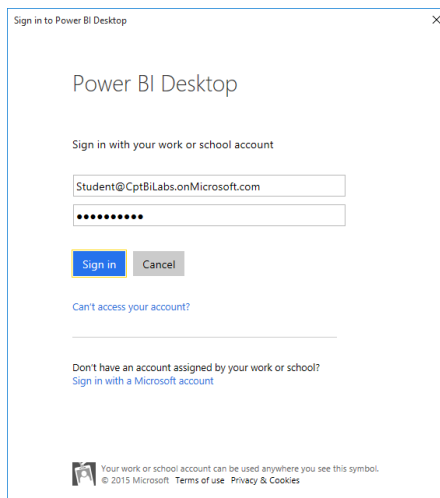 Sign in to Power BI Desktop
Power BI Desktop
Sign in with your work or school account
Student@CptBiLabs.onMicrosoft.com
●●●●●●●●●●
Sign in Cancel
Can't access your account?
Don't have an account assigned by your work or school?
Sign in with a Microsoft account
Your work or school account can be used anywhere you see this symbol.
© 2015 Microsoft Terms of use Privacy & Cookies